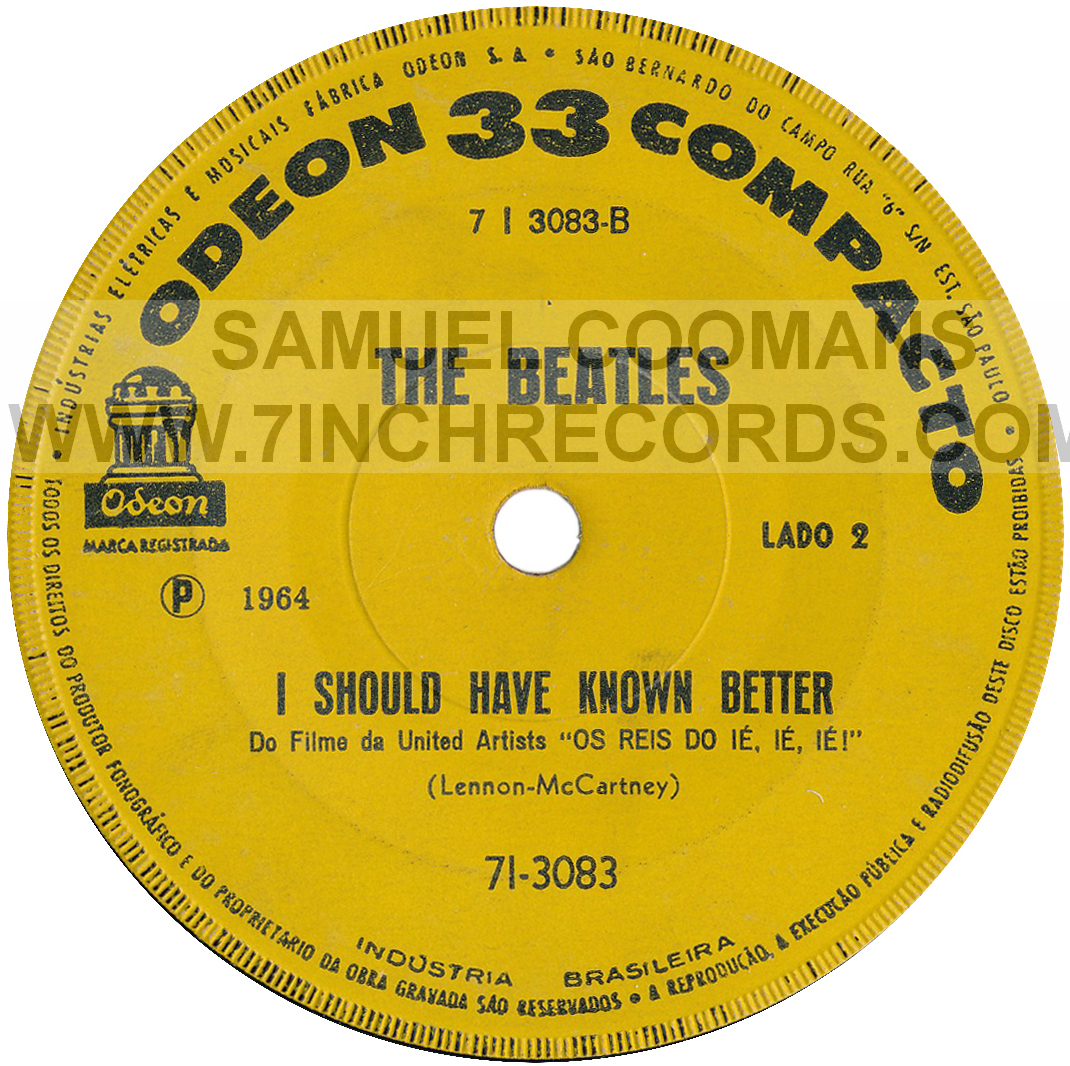 • INDÚSTRIAS ELÉTRICAS E MUSICAIS FÁBRICA ODEON S. A. • SÃO BERNARDO DO CAMPO RUA "6" S/N EST. SÃO PAULO •
ODEON 33 COMPACTO
7 I 3083-B
SAMUEL COOMANS
THE BEATLES
WWW.7INCHRECORDS.COM
Odeon
MARCA REGISTRADA
LADO 2
P 1964
I SHOULD HAVE KNOWN BETTER
Do Filme da United Artists "OS REIS DO IÉ, IÉ, IÉ!"
(Lennon-McCartney)
7I-3083
INDÚSTRIA BRASILEIRA
TODOS OS DIREITOS DO PRODUTOR FONOGRÁFICO E DO PROPRIETÁRIO DA OBRA GRAVADA SÃO RESERVADOS • A REPRODUÇÃO, A EXECUÇÃO PÚBLICA E RADIODIFUSÃO DESTE DISCO ESTÃO PROIBIDAS